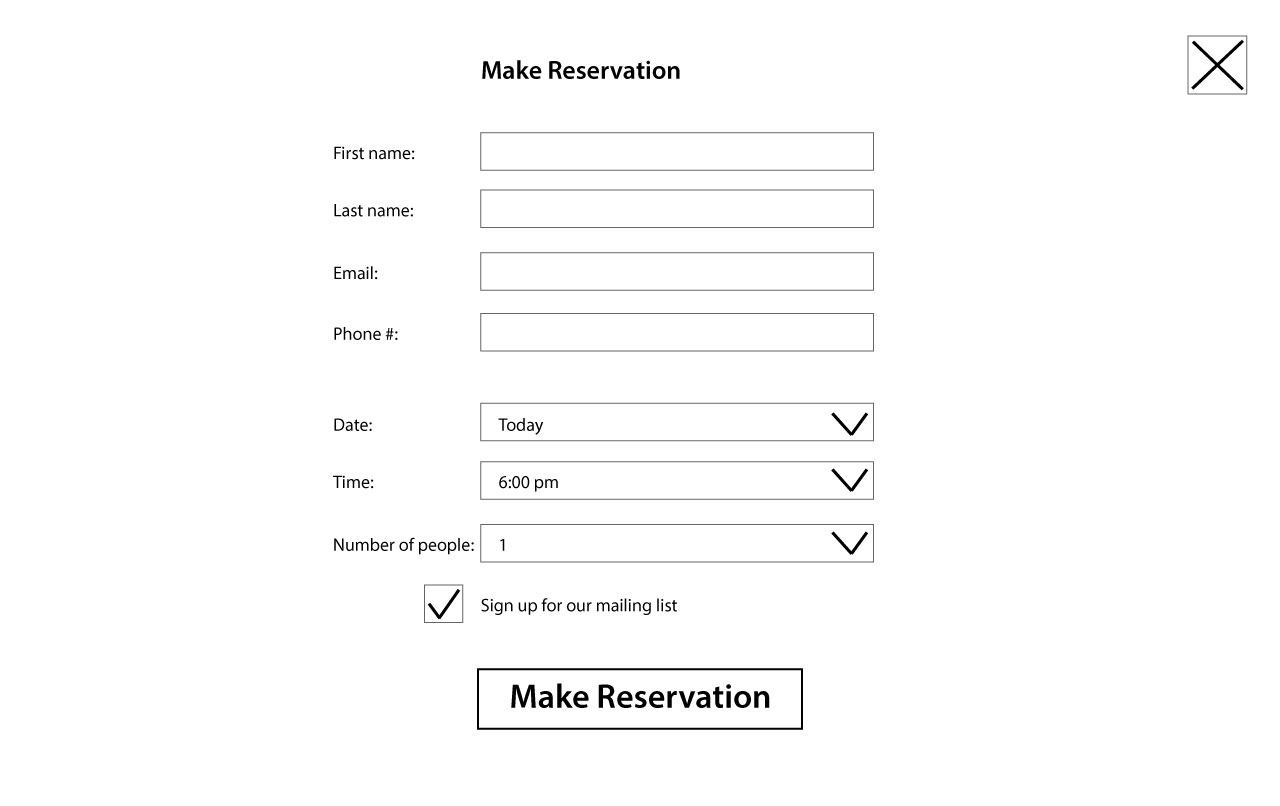 Make Reservation
First name:
Last name:
Email:
Phone #:
Date: Today
Time: 6:00 pm
Number of people: 1
Sign up for our mailing list
Make Reservation